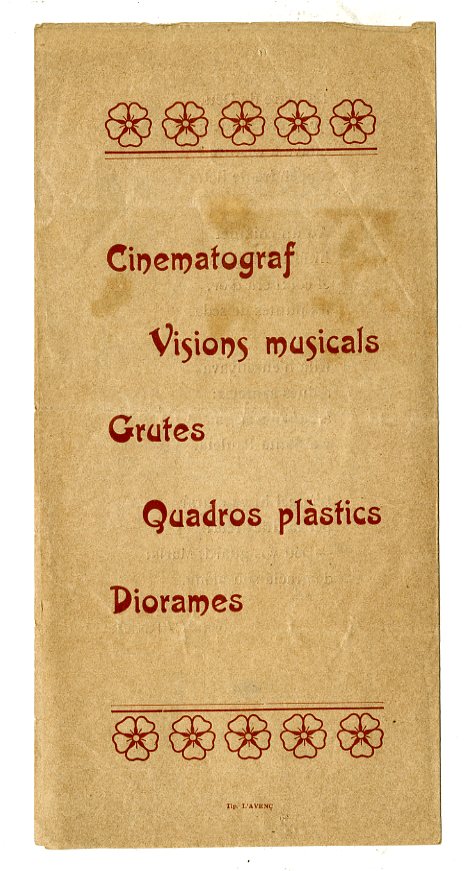 Cinematograf
Visions musicals
Grutes
Quadros plàstics
Diorames
Tip. L'AVENÇ